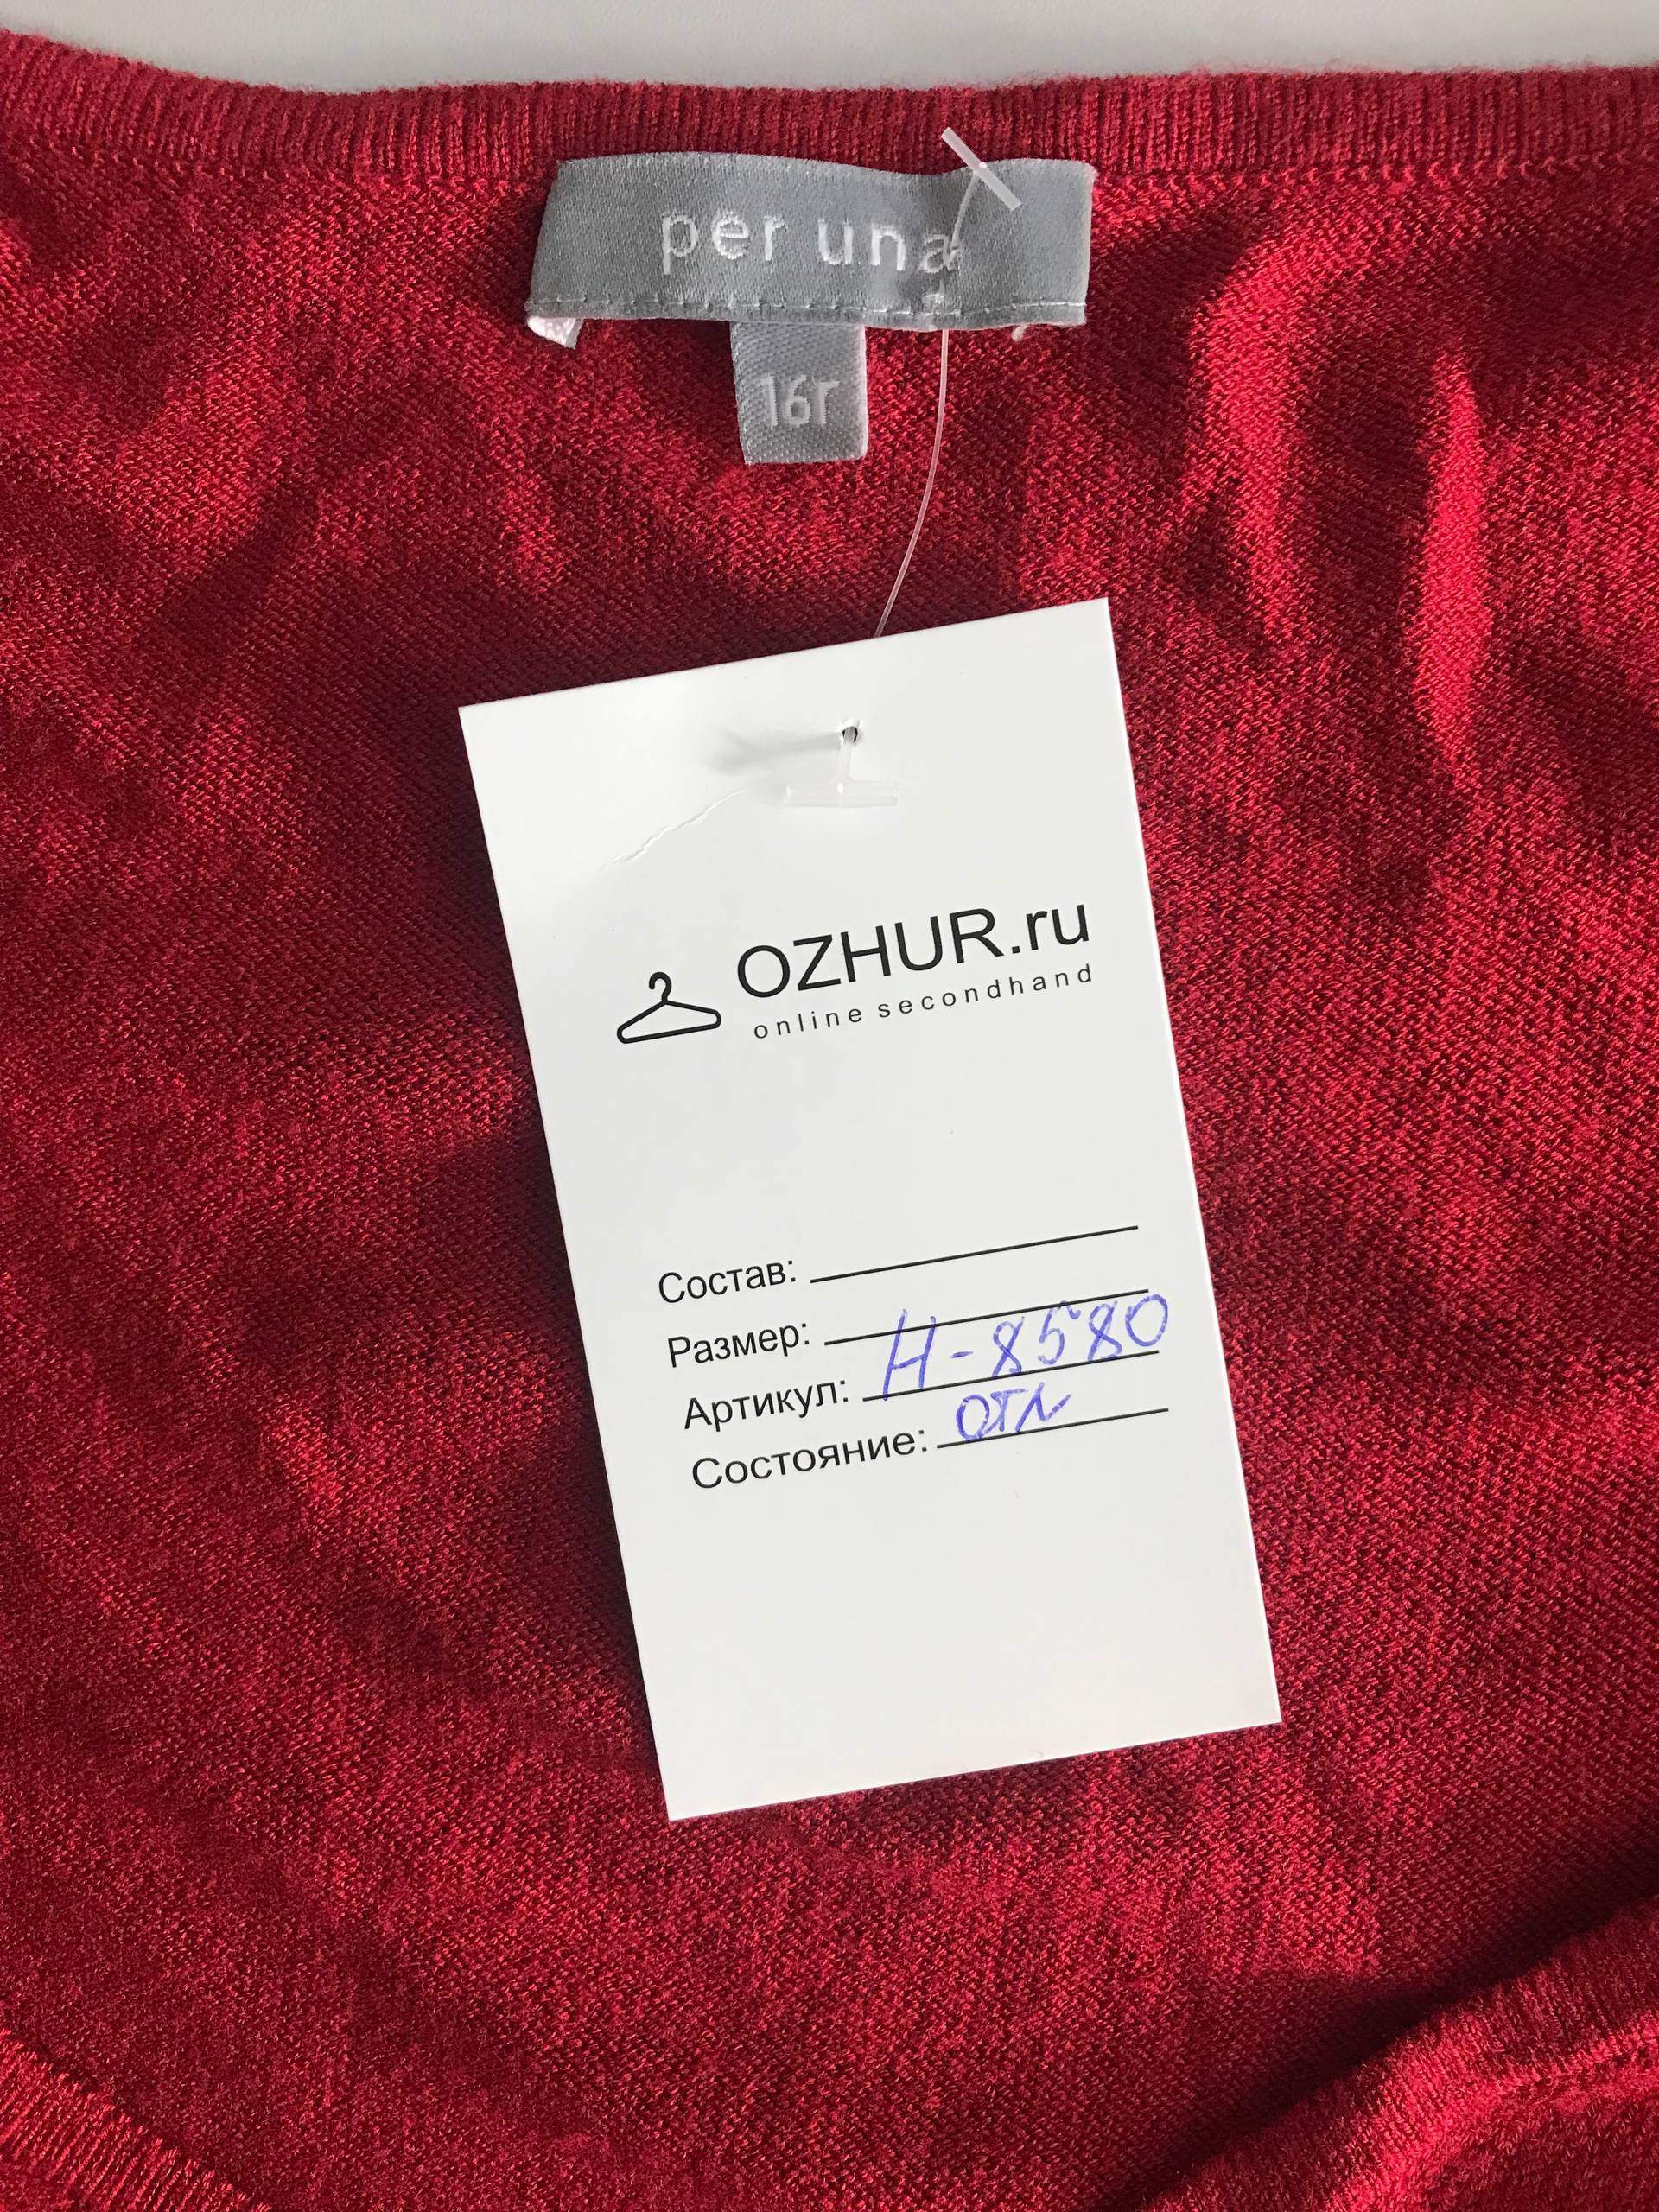 per una
16r
OZHUR.ru
online secondhand
Состав:
Размер:
Артикул: Н-8580
Состояние: отл